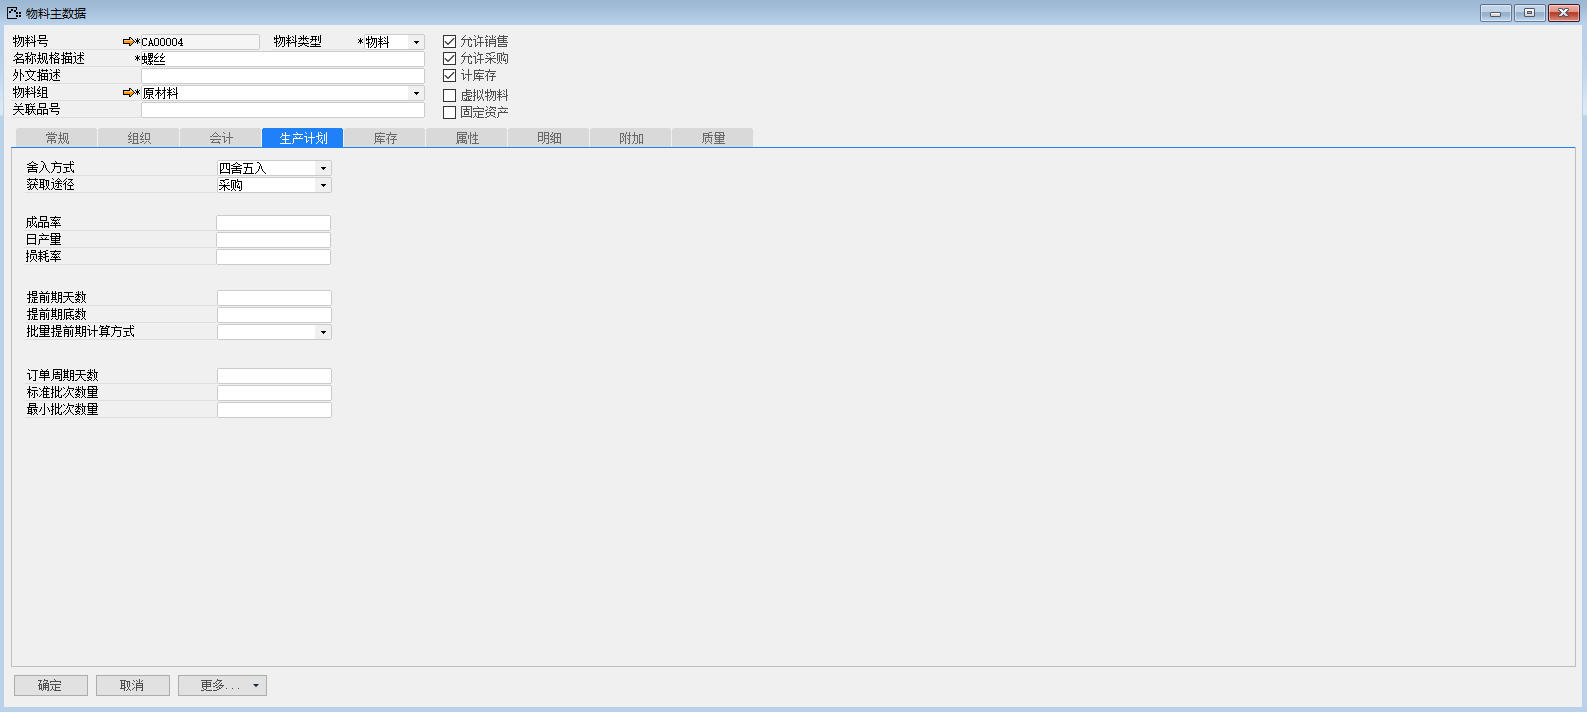 物料主数据
物料号 *CA00004 物料类型 *物料 允许销售
名称规格描述 *螺丝 允许采购
外文描述 计库存
物料组 *原材料 虚拟物料
关联品号 固定资产
常规 组织 会计 生产计划 库存 属性 明细 附加 质量
舍入方式 四舍五入
获取途径 采购
成品率
日产量
损耗率
提前期天数
提前期底数
批量提前期计算方式
订单周期天数
标准批次数量
最小批次数量
确定 取消 更多...